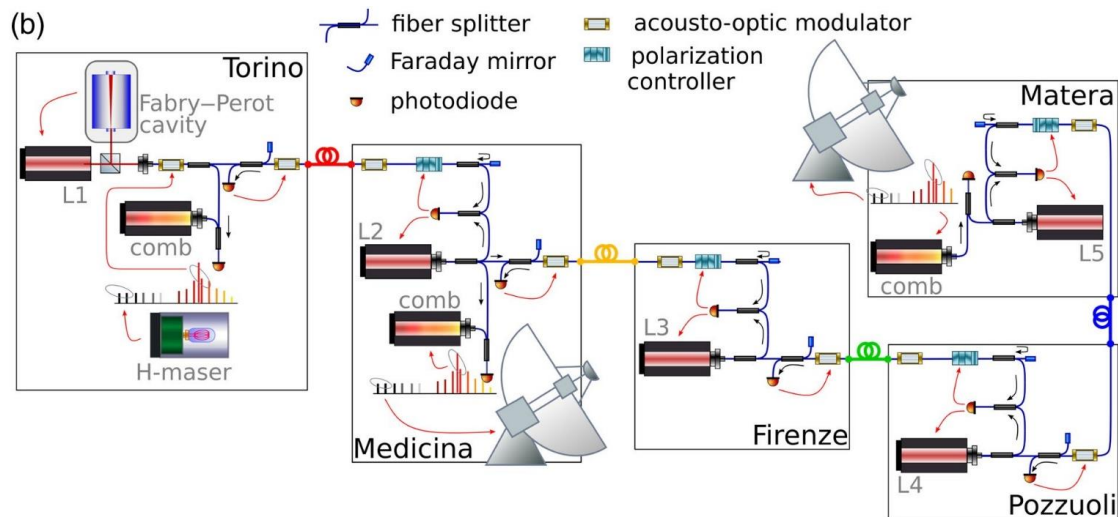 (b)
fiber splitter
Faraday mirror
photodiode
acousto-optic modulator
polarization
controller
Torino
Fabry−Perot
cavity
L1
comb
H-maser
L2
comb
Medicina
L3
Firenze
Matera
L5
comb
L4
Pozzuoli